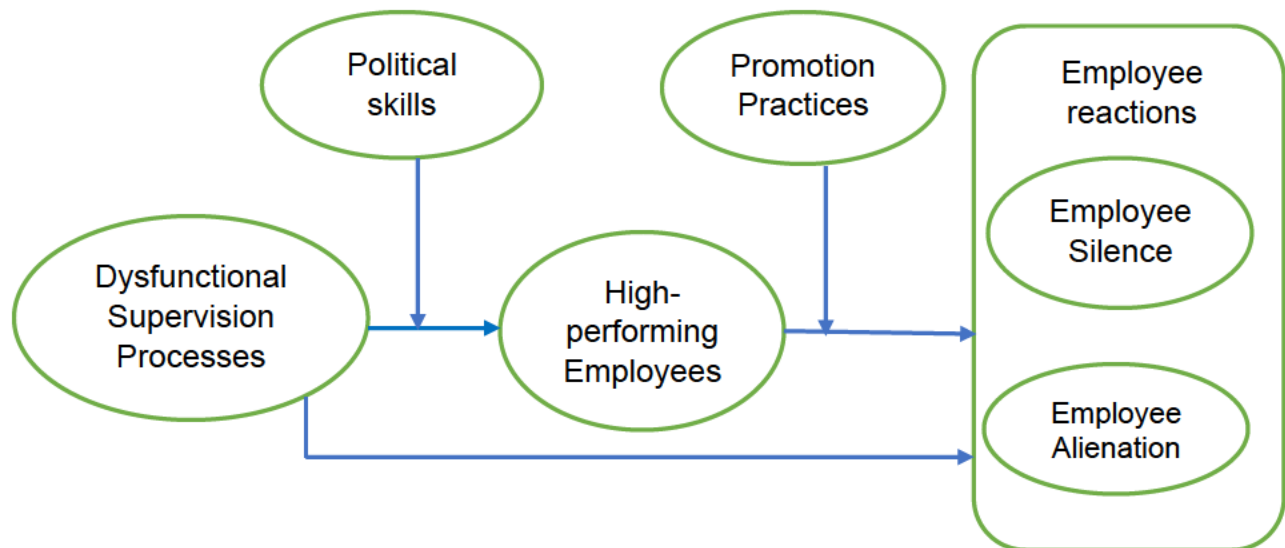 Political
skills
Promotion
Practices
Employee
reactions
Employee
Silence
Dysfunctional
Supervision
Processes
High-
performing
Employees
Employee
Alienation